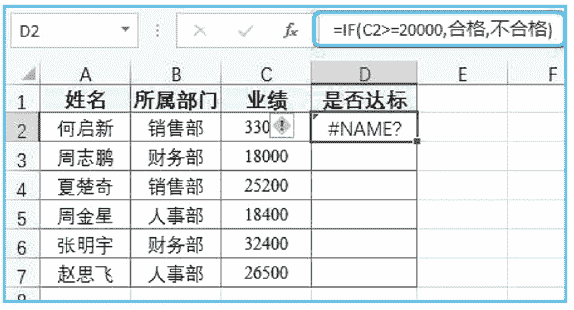 D2 fx =IF(C2>=20000,合格,不合格)
A B C D E F
1 姓名 所属部门 业绩 是否达标
2 何启新 销售部 330 #NAME?
3 周志鹏 财务部 18000
4 夏楚奇 销售部 25200
5 周金星 人事部 18400
6 张明宇 财务部 32400
7 赵思飞 人事部 26500